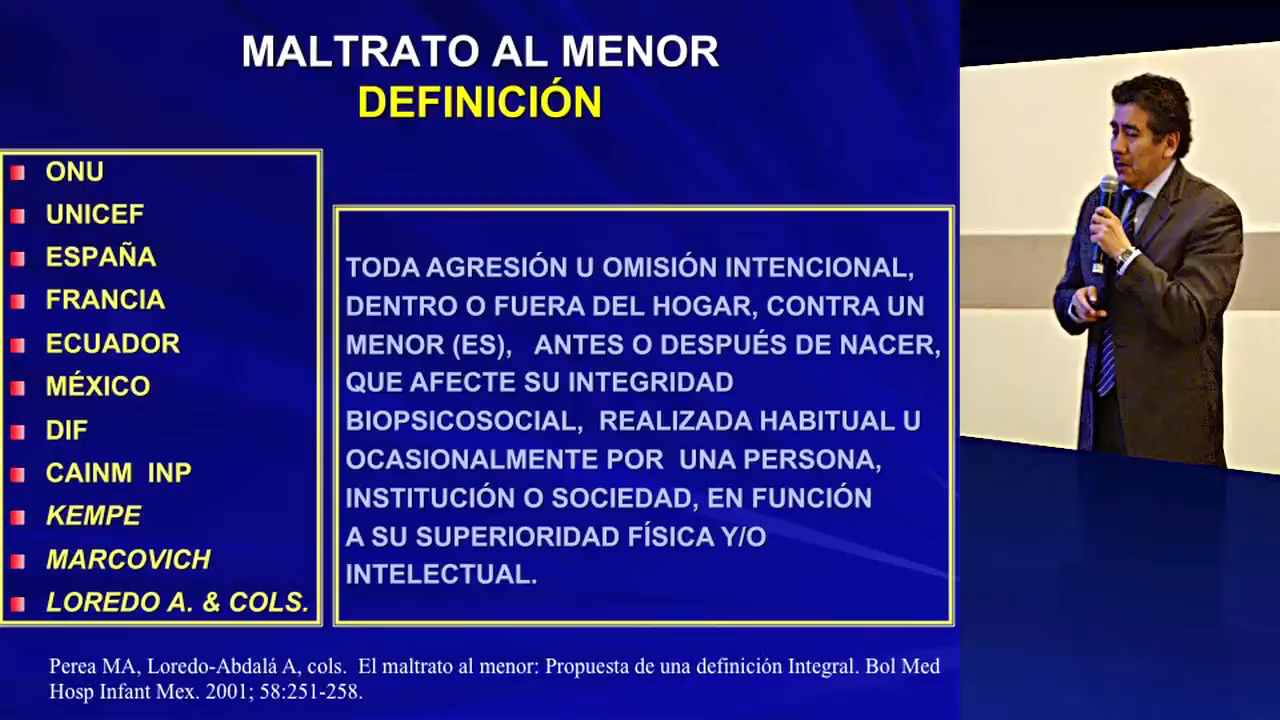 MALTRATO AL MENOR
DEFINICIÓN
ONU
UNICEF
ESPAÑA
FRANCIA
ECUADOR
MÉXICO
DIF
CAINM INP
KEMPE
MARCOVICH
LOREDO A. & COLS.
TODA AGRESIÓN U OMISIÓN INTENCIONAL,
DENTRO O FUERA DEL HOGAR, CONTRA UN
MENOR (ES), ANTES O DESPUÉS DE NACER,
QUE AFECTE SU INTEGRIDAD
BIOPSICOSOCIAL, REALIZADA HABITUAL U
OCASIONALMENTE POR UNA PERSONA,
INSTITUCIÓN O SOCIEDAD, EN FUNCIÓN
A SU SUPERIORIDAD FÍSICA Y/O
INTELECTUAL.
Perea MA, Loredo-Abdalá A, cols. El maltrato al menor: Propuesta de una definición Integral. Bol Med
Hosp Infant Mex. 2001; 58:251-258.